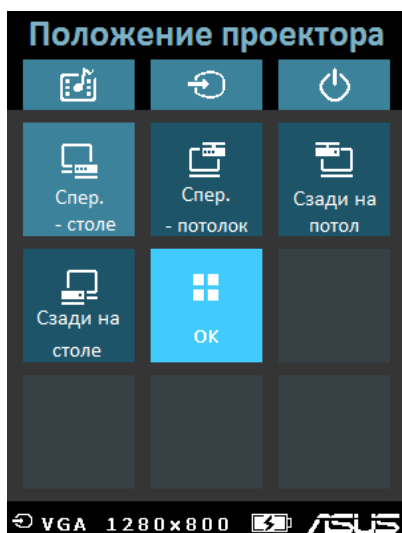 Положение проектора
Спер.
- столе
Спер.
- потолок
Сзади на
потол
Сзади на
столе
OK
VGA 1280x800 ASUS